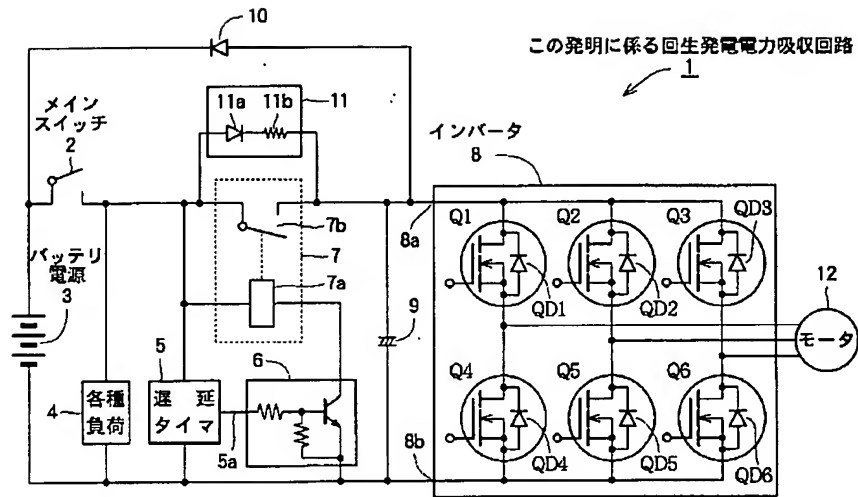 10
この発明に係る回生発電電力吸収回路
1
メイン
スイッチ
2
11a
11b
11
インバータ
8
7b
7
7a
8a
Q1
Q2
Q3
QD1
QD2
QD3
バッテリ
電源
3
9
12
モータ
5
遅延
タイマ
4
各種
負荷
6
5a
Q4
Q5
Q6
8b
QD4
QD5
QD6